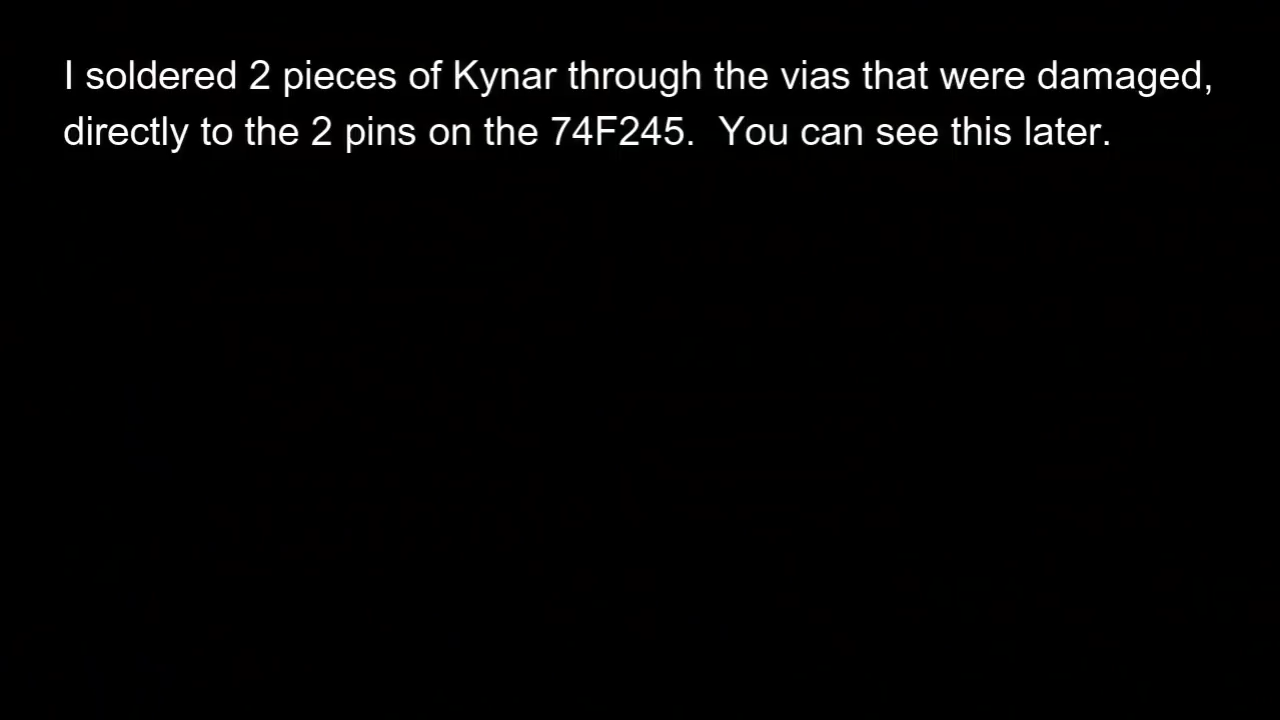 I soldered 2 pieces of Kynar through the vias that were damaged,
directly to the 2 pins on the 74F245.  You can see this later.